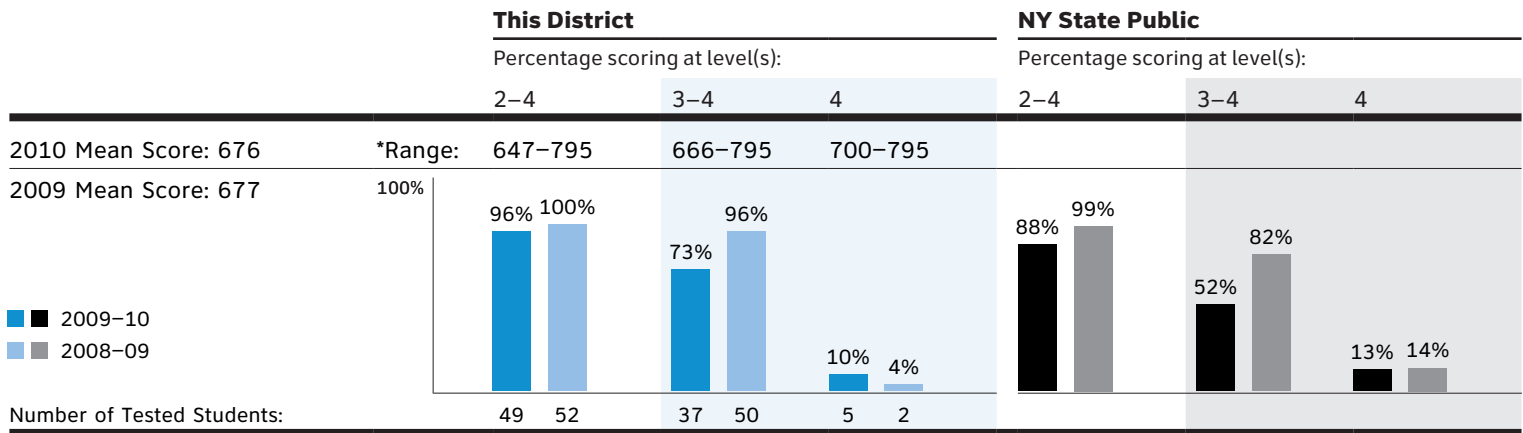 This District NY State Public
Percentage scoring at level(s): Percentage scoring at level(s):
2–4 3–4 4 2–4 3–4 4
2010 Mean Score: 676 *Range: 647–795 666–795 700–795
2009 Mean Score: 677 100%
96% 100% 73% 96% 10% 4% 88% 99% 52% 82% 13% 14%
2009–10
2008–09
Number of Tested Students: 49 52 37 50 5 2